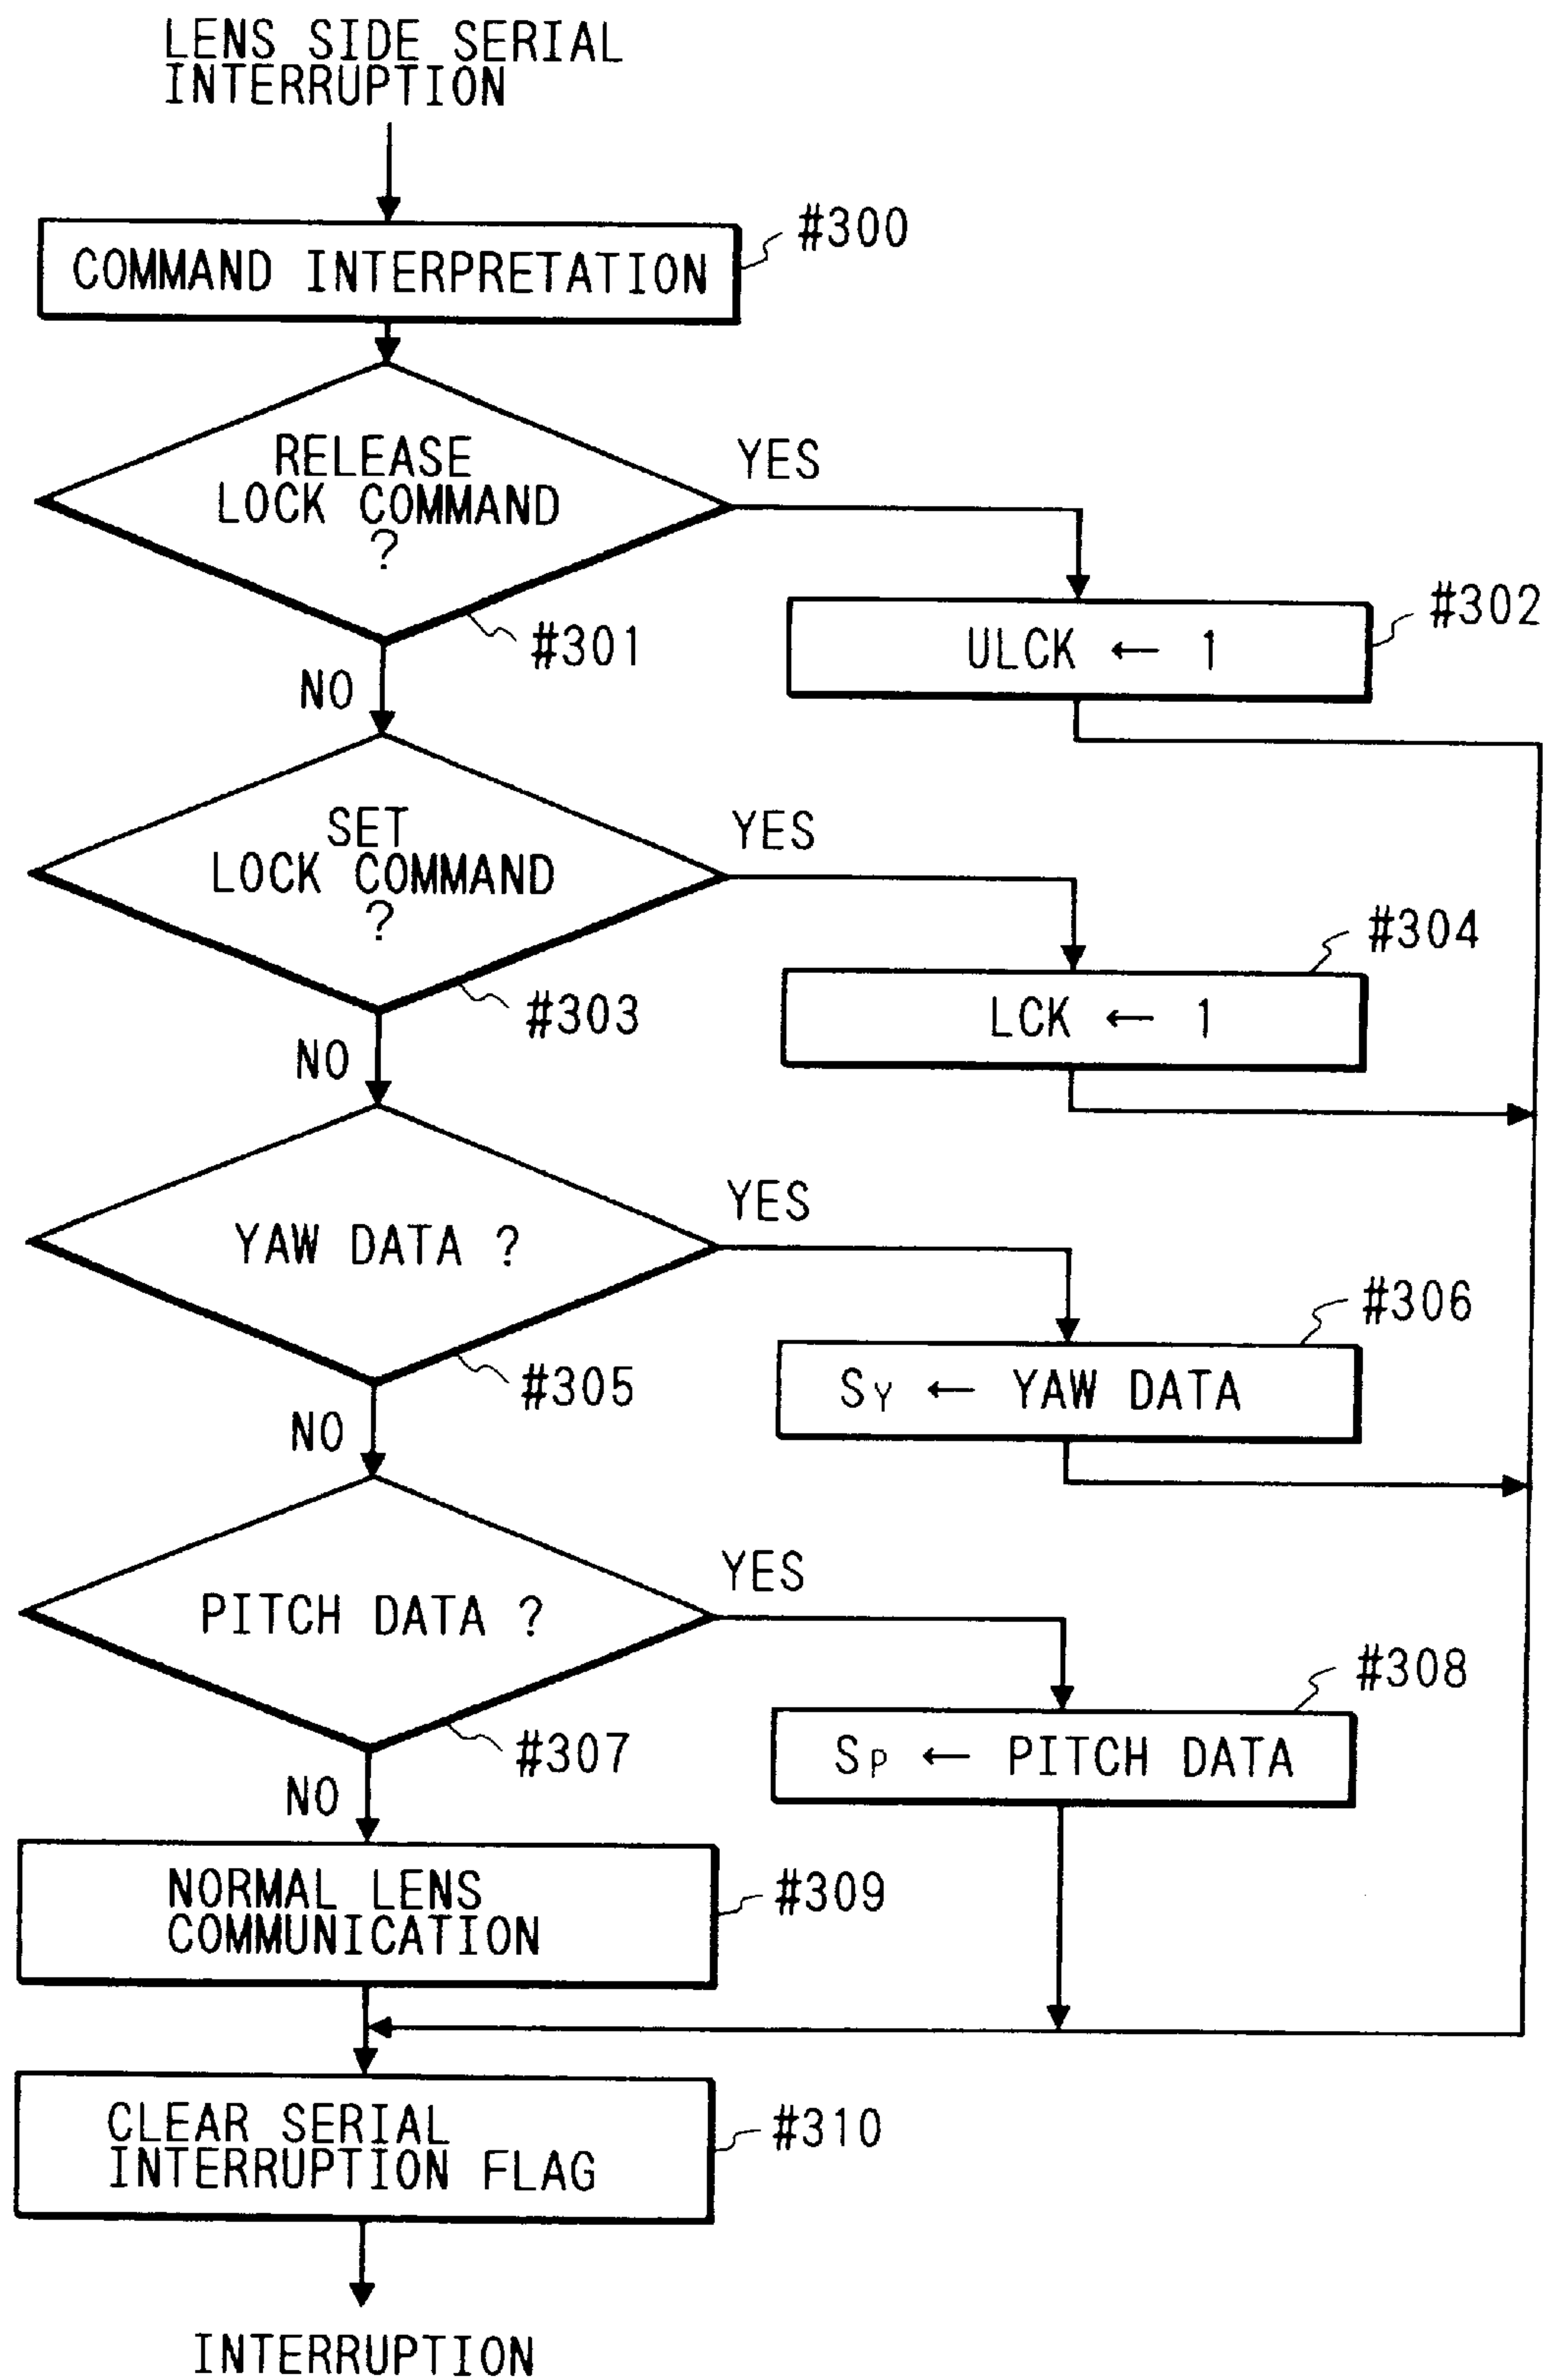 LENS SIDE SERIAL
INTERRUPTION
#300
COMMAND INTERPRETATION
RELEASE
LOCK COMMAND
?
YES
#301
NO
#302
ULCK ← 1
SET
LOCK COMMAND
?
YES
#303
NO
#304
LCK ← 1
YAW DATA ?
YES
#305
NO
#306
SY ← YAW DATA
PITCH DATA ?
YES
#307
NO
#308
SP ← PITCH DATA
NORMAL LENS
COMMUNICATION
#309
CLEAR SERIAL
INTERRUPTION FLAG
#310
INTERRUPTION